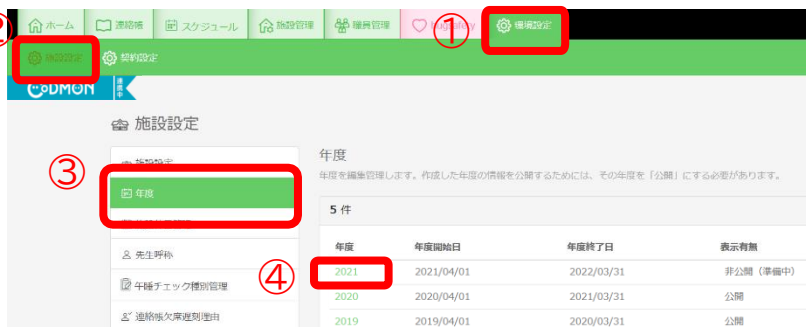 ホーム 連絡帳 スケジュール 施設管理 職員管理 ① 環境設定
② 施設設定 契約設定
CODMON 連携中
施設設定
③ 施設設定
年度
先生呼称
午睡チェック種別管理
連絡帳欠席遅刻理由
年度
年度を編集管理します。作成した年度の情報を公開するためには、その年度を「公開」にする必要があります。
5 件
年度 年度開始日 年度終了日 表示有無
④ 2021 2021/04/01 2022/03/31 非公開（準備中）
2020 2020/04/01 2021/03/31 公開
2019 2019/04/01 2020/03/31 公開